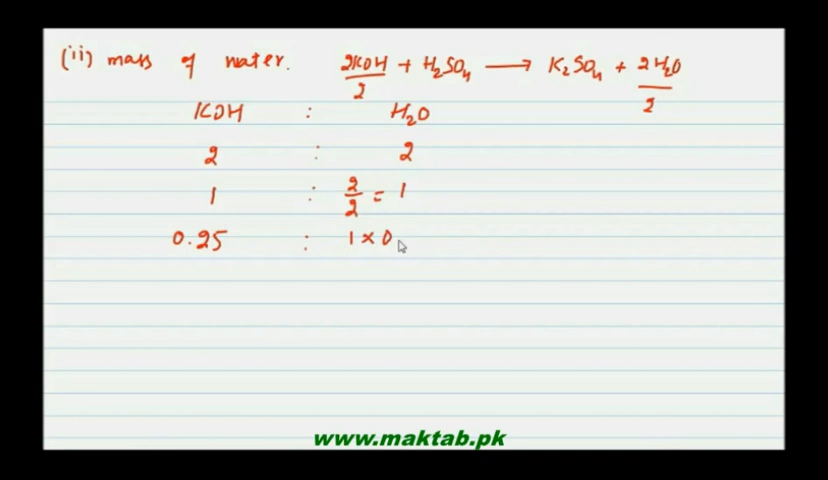 (ii) mass of water. 2KOH/2 + H₂SO₄ → K₂SO₄ + 2H₂O/2
KOH : H₂O
2 : 2
1 : 2/2 = 1
0.25 : 1 × 0
www.maktab.pk